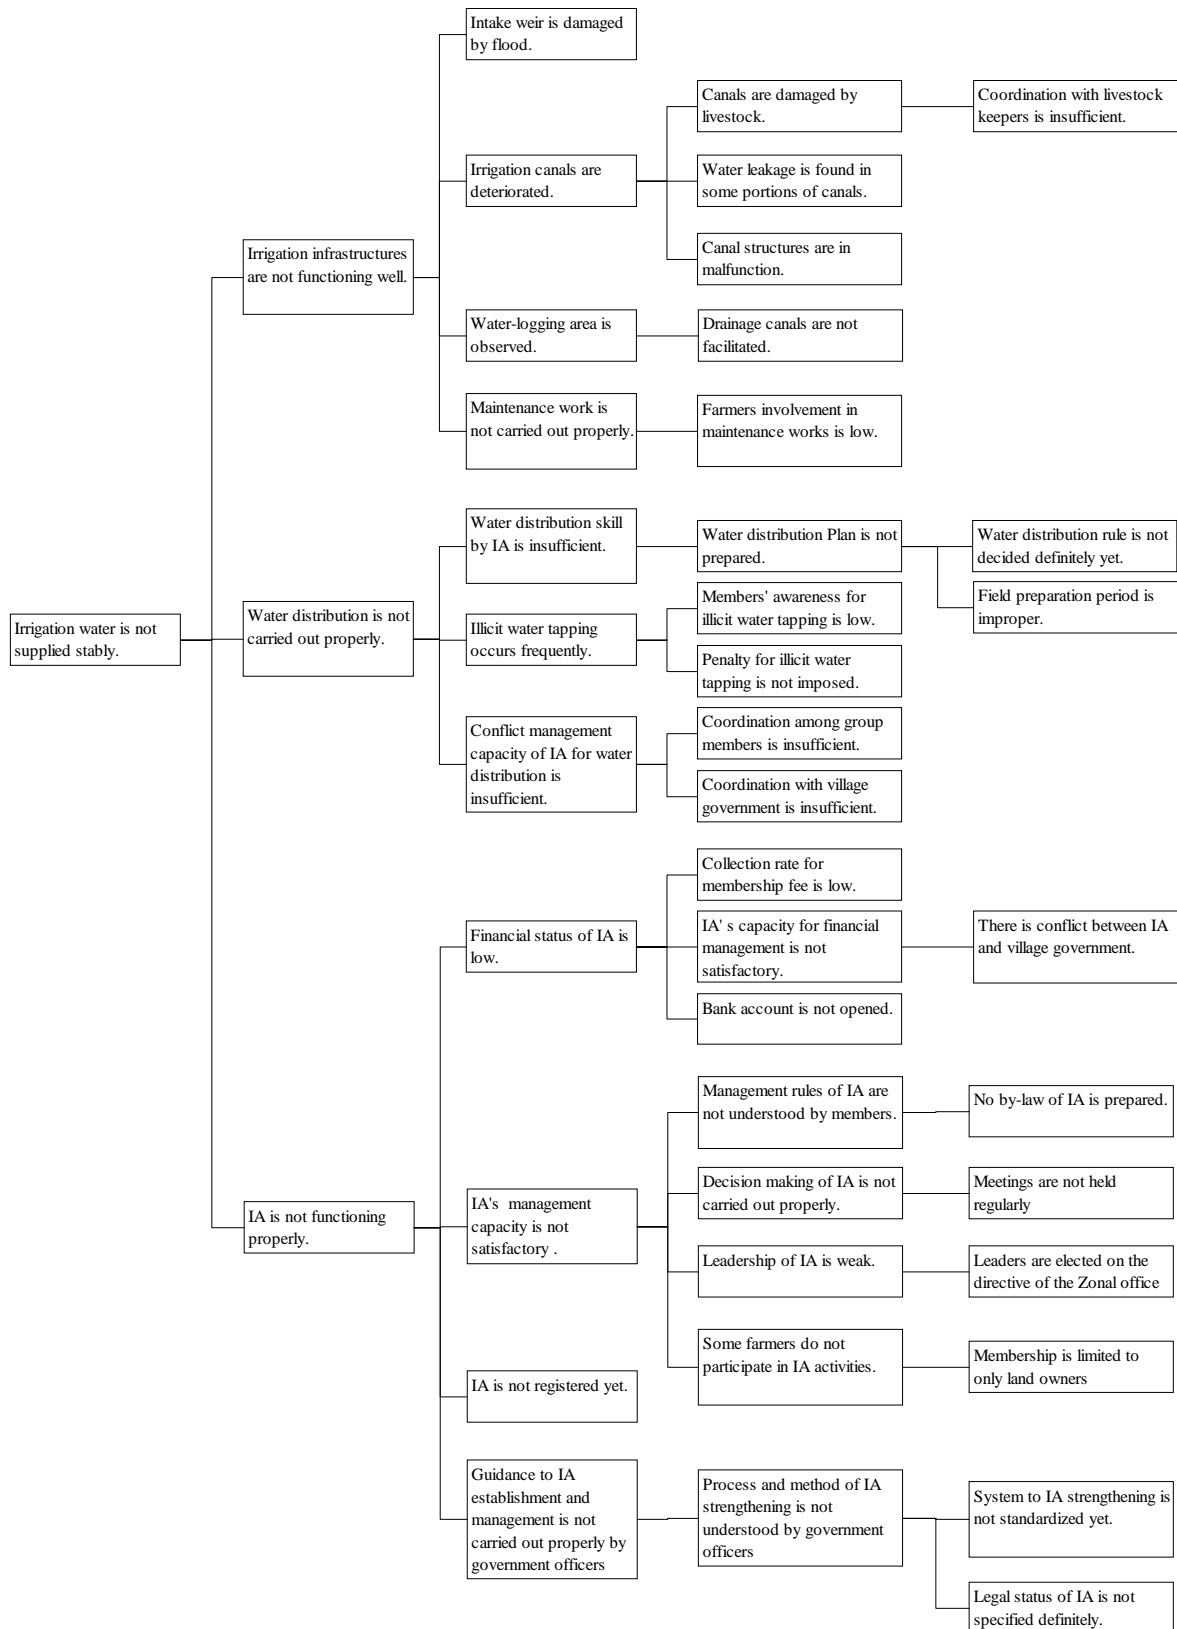 Intake weir is damaged
by flood.
Canals are damaged by
livestock.
Coordination with livestock
keepers is insufficient.
Irrigation canals are
deteriorated.
Water leakage is found in
some portions of canals.
Canal structures are in
malfunction.
Irrigation infrastructures
are not functioning well.
Water-logging area is
observed.
Drainage canals are not
facilitated.
Maintenance work is
not carried out properly.
Farmers involvement in
maintenance works is low.
Water distribution skill
by IA is insufficient.
Water distribution Plan is not
prepared.
Water distribution rule is not
decided definitely yet.
Field preparation period is
improper.
Irrigation water is not
supplied stably.
Water distribution is not
carried out properly.
Illicit water tapping
occurs frequently.
Members' awareness for
illicit water tapping is low.
Penalty for illicit water
tapping is not imposed.
Conflict management
capacity of IA for water
distribution is
insufficient.
Coordination among group
members is insufficient.
Coordination with village
government is insufficient.
Collection rate for
membership fee is low.
Financial status of IA is
low.
IA' s capacity for financial
management is not
satisfactory.
There is conflict between IA
and village government.
Bank account is not opened.
Management rules of IA are
not understood by members.
No by-law of IA is prepared.
IA is not functioning
properly.
IA's  management
capacity is not
satisfactory .
Decision making of IA is not
carried out properly.
Meetings are not held
regularly
Leadership of IA is weak.
Leaders are elected on the
directive of the Zonal office
Some farmers do not
participate in IA activities.
Membership is limited to
only land owners
IA is not registered yet.
Guidance to IA
establishment and
management is not
carried out properly by
government officers
Process and method of IA
strengthening is not
understood by government
officers
System to IA strengthening is
not standardized yet.
Legal status of IA is not
specified definitely.